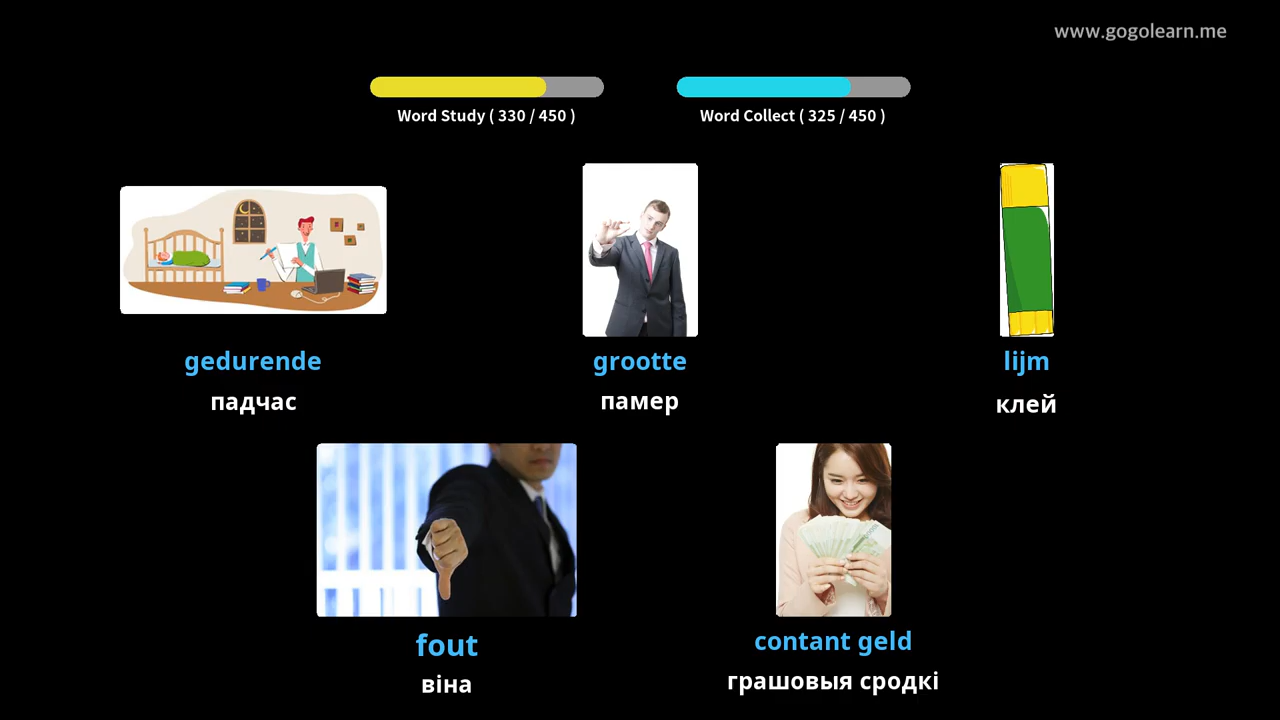 www.gogolearn.me
Word Study ( 330 / 450 )
Word Collect ( 325 / 450 )
gedurende
падчас
grootte
памер
lijm
клей
fout
віна
contant geld
грашовыя сродкі